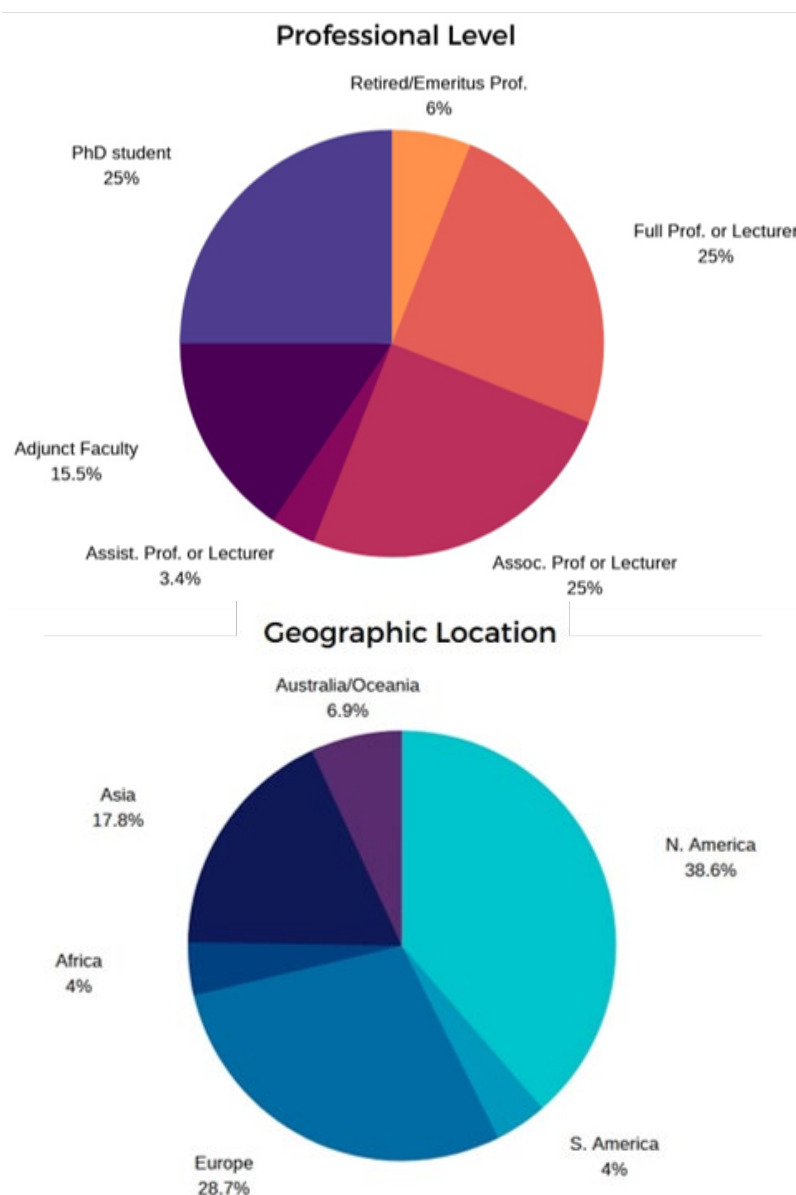 Professional Level
Retired/Emeritus Prof.
6%
PhD student
25%
Full Prof. or Lecturer
25%
Adjunct Faculty
15.5%
Assist. Prof. or Lecturer
3.4%
Assoc. Prof or Lecturer
25%
Geographic Location
Australia/Oceania
6.9%
Asia
17.8%
N. America
38.6%
Africa
4%
S. America
4%
Europe
28.7%